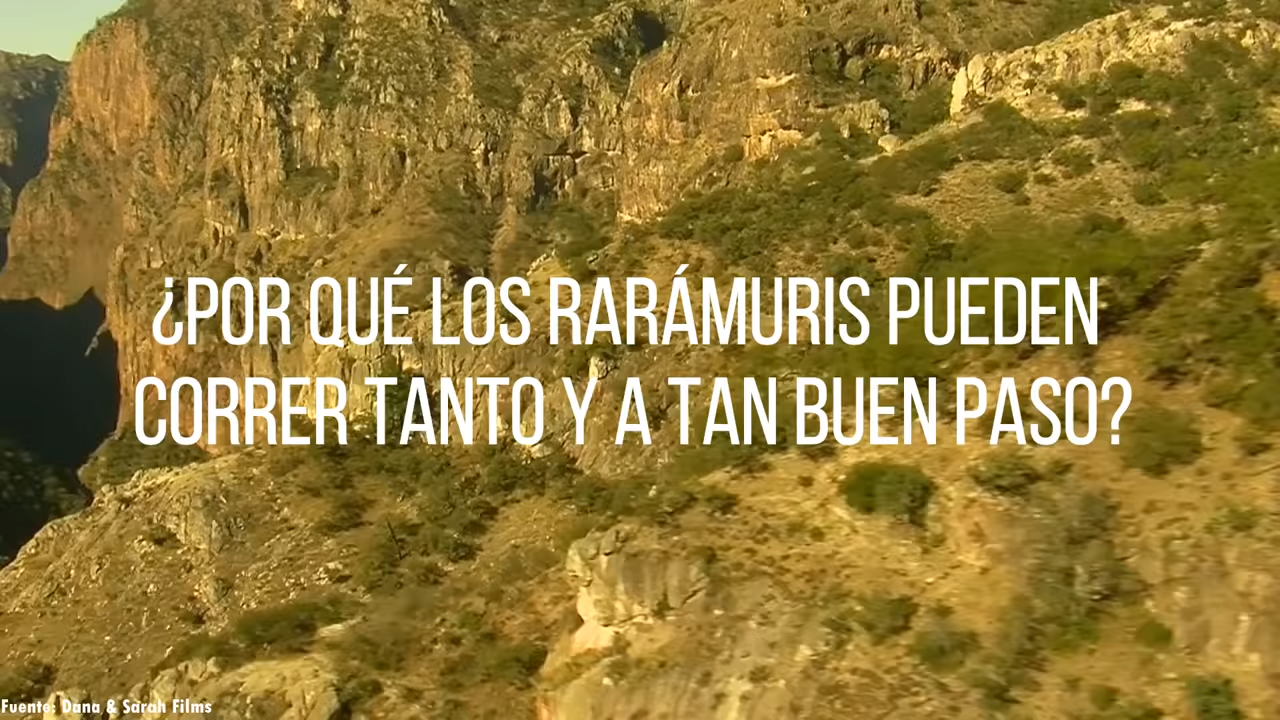 ¿POR QUÉ LOS RARÁMURIS PUEDEN
CORRER TANTO Y A TAN BUEN PASO?
Fuente: Dana & Sarah Films